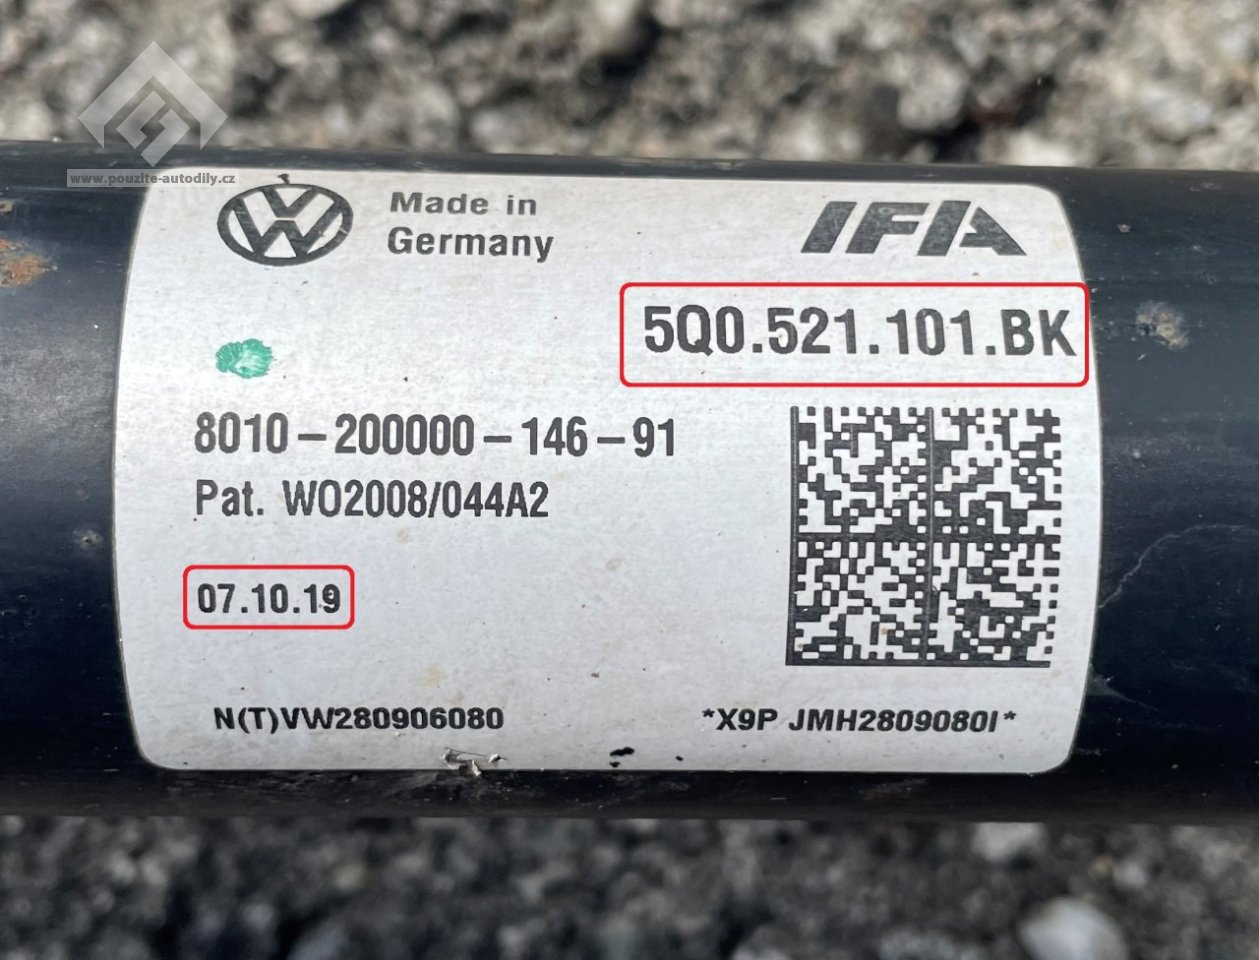 www.pouzite-autodily.cz
Made in
Germany
IFA
5Q0.521.101.BK
8010-200000-146-91
Pat. WO2008/044A2
07.10.19
N(T)VW280906080
*X9P JMH2809080I*